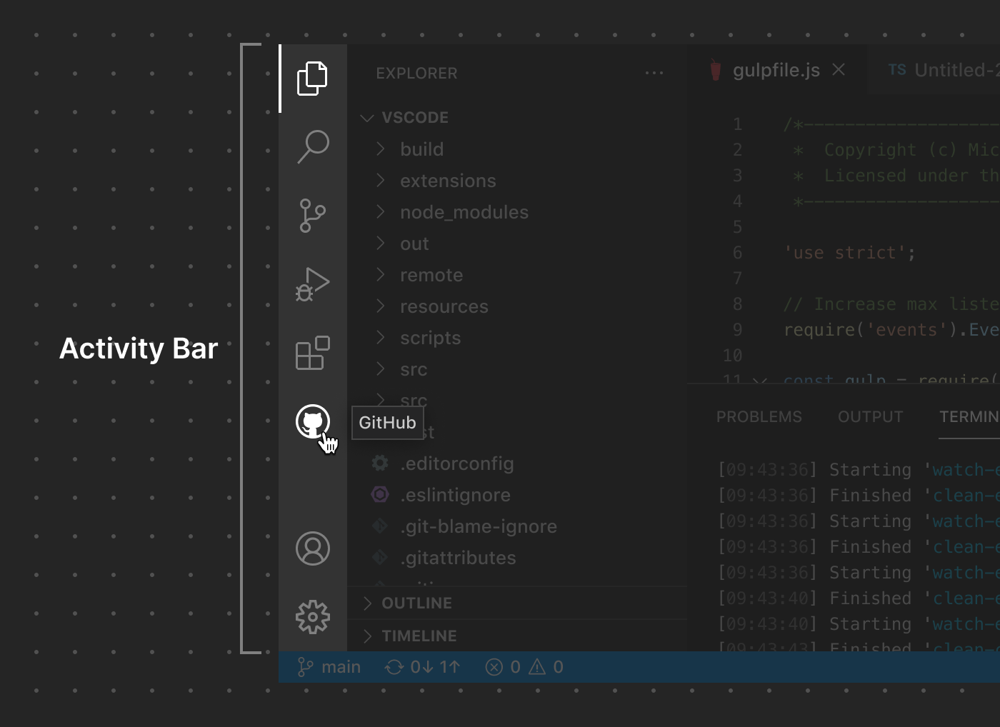 Activity Bar
EXPLORER
VSCODE
build
extensions
node_modules
out
remote
resources
scripts
src
src
GitHub
.editorconfig
.eslintignore
.git-blame-ignore
.gitattributes
OUTLINE
TIMELINE
gulpfile.js
TS Untitled-2
1 /*
2 * Copyright (c) Mic
3 * Licensed under th
4 *
5
6 'use strict';
7
8 // Increase max liste
9 require('events').Eve
10
11 const gulp = require(
PROBLEMS OUTPUT TERMIN
[09:43:36] Starting 'watch-e
[09:43:36] Finished 'clean-e
[09:43:36] Starting 'watch-e
[09:43:36] Finished 'clean-e
[09:43:36] Starting 'watch-e
[09:43:40] Finished 'clean-e
[09:43:40] Starting 'watch-e
[09:43:43] Finished 'clean-
main 0↓ 1↑ 0 0